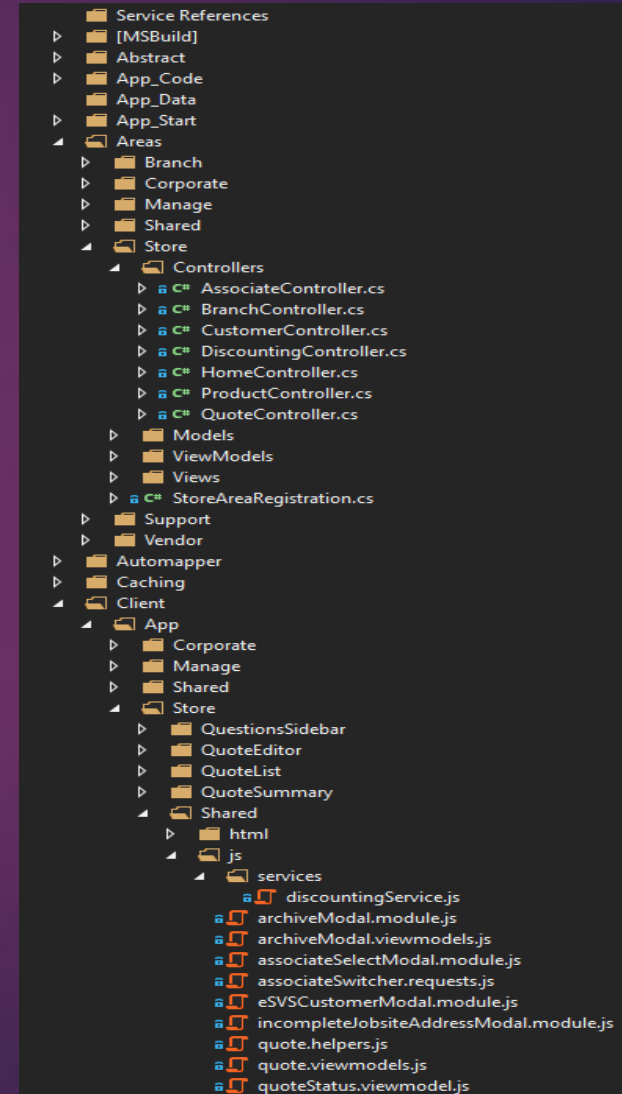 Service References
[MSBuild]
Abstract
App_Code
App_Data
App_Start
Areas
Branch
Corporate
Manage
Shared
Store
Controllers
C# AssociateController.cs
C# BranchController.cs
C# CustomerController.cs
C# DiscountingController.cs
C# HomeController.cs
C# ProductController.cs
C# QuoteController.cs
Models
ViewModels
Views
C# StoreAreaRegistration.cs
Support
Vendor
Automapper
Caching
Client
App
Corporate
Manage
Shared
Store
QuestionsSidebar
QuoteEditor
QuoteList
QuoteSummary
Shared
html
js
services
discountingService.js
archiveModal.module.js
archiveModal.viewmodels.js
associateSelectModal.module.js
associateSwitcher.requests.js
eSVSCustomerModal.module.js
incompleteJobsiteAddressModal.module.js
quote.helpers.js
quote.viewmodels.js
quoteStatus.viewmodel.js